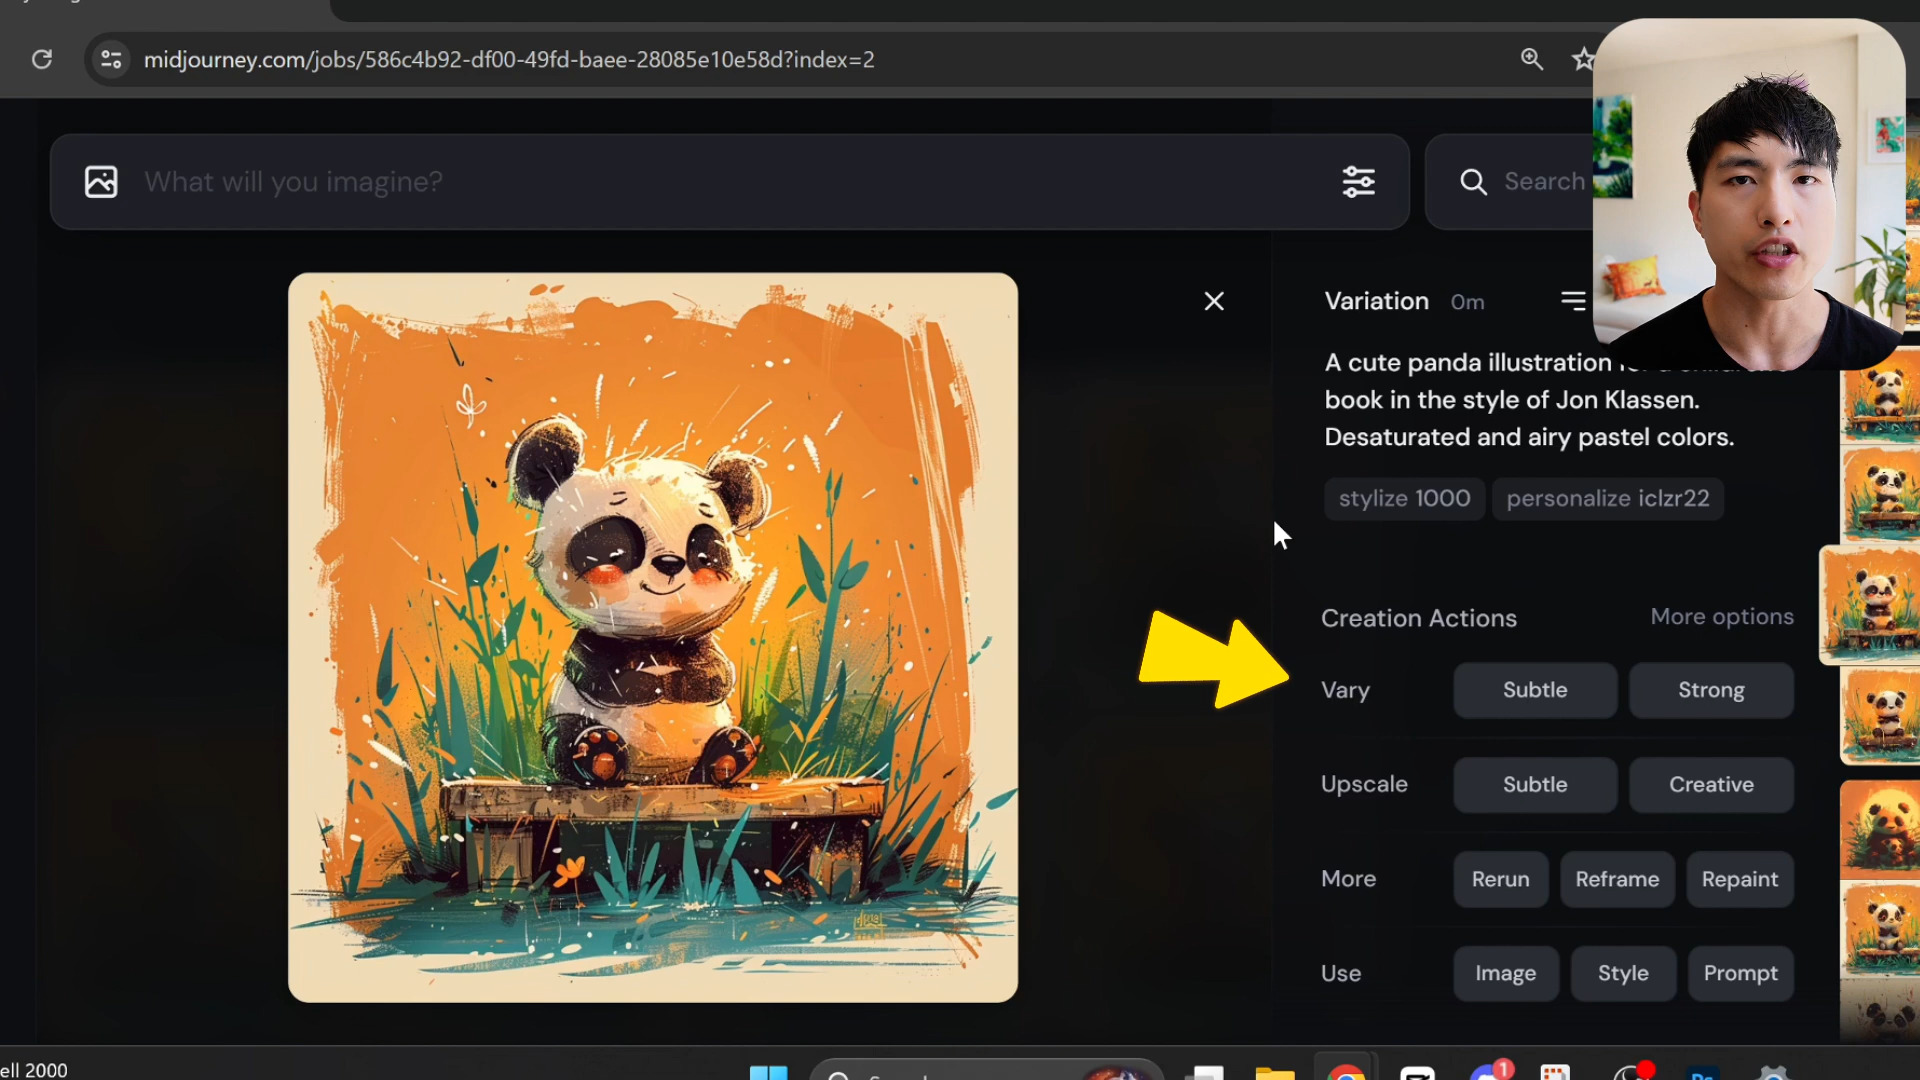 midjourney.com/jobs/586c4b92-df00-49fd-baee-28085e10e58d?index=2
What will you imagine?
Search
Variation 0m
A cute panda illustration
book in the style of Jon Klassen.
Desaturated and airy pastel colors.
stylize 1000 personalize iclzr22
Creation Actions More options
Vary Subtle Strong
Upscale Subtle Creative
More Rerun Reframe Repaint
Use Image Style Prompt
ell 2000
1